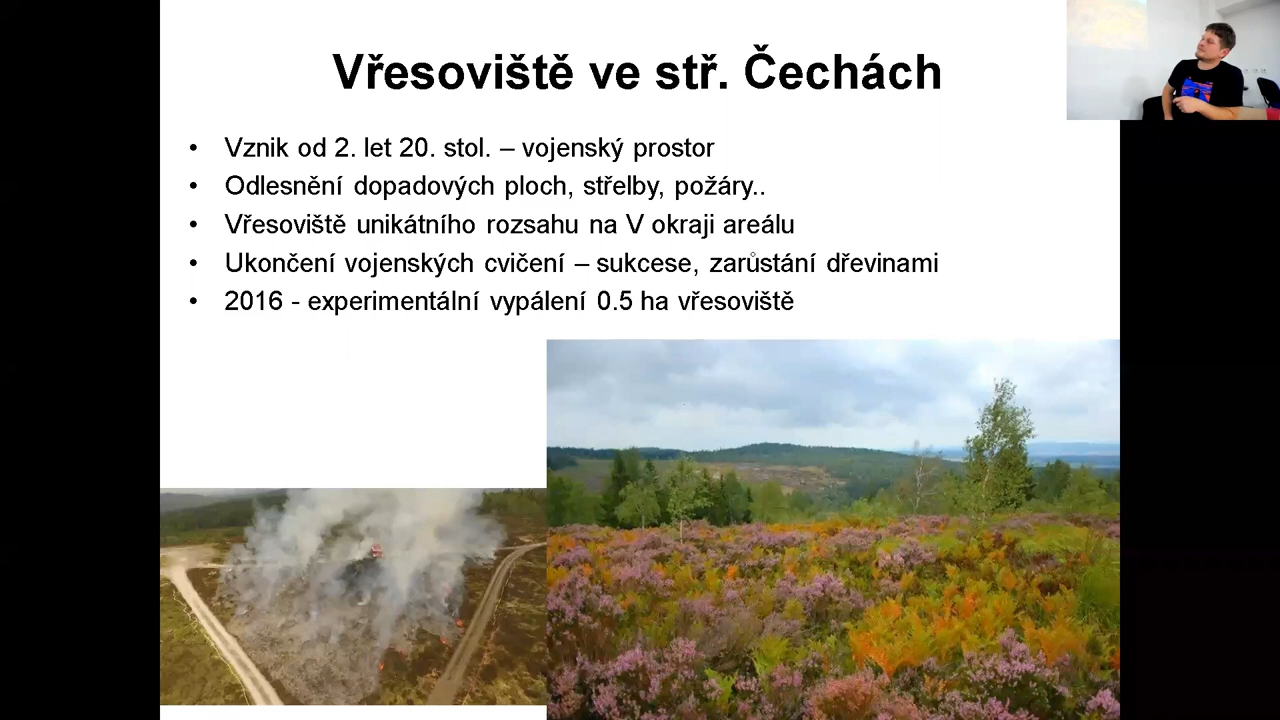 Vřesoviště ve stř. Čechách
• Vznik od 2. let 20. stol. – vojenský prostor
• Odlesnění dopadových ploch, střelby, požáry..
• Vřesoviště unikátního rozsahu na V okraji areálu
• Ukončení vojenských cvičení – sukcese, zarůstání dřevinami
• 2016 - experimentální vypálení 0.5 ha vřesoviště